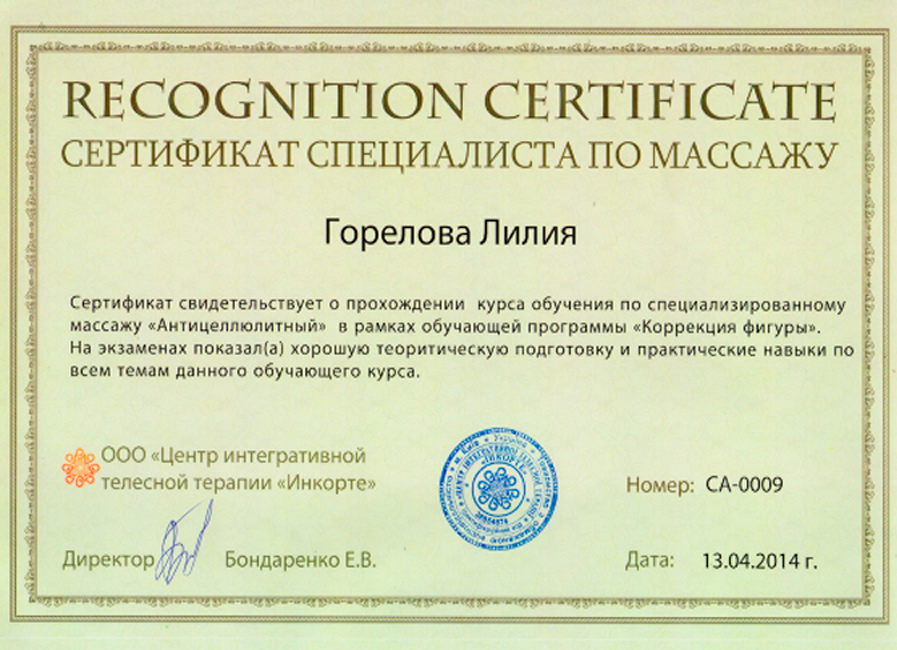 RECOGNITION CERTIFICATE
СЕРТИФИКАТ СПЕЦИАЛИСТА ПО МАССАЖУ
Горелова Лилия
Сертификат свидетельствует о прохождении курса обучения по специализированному
массажу «Антицеллюлитный» в рамках обучающей программы «Коррекция фигуры».
На экзаменах показал(а) хорошую теоритическую подготовку и практические навыки по
всем темам данного обучающего курса.
ООО «Центр интегративной
телесной терапии «Инкорте»
Номер: СА-0009
Директор Бондаренко Е.В.
Дата: 13.04.2014 г.